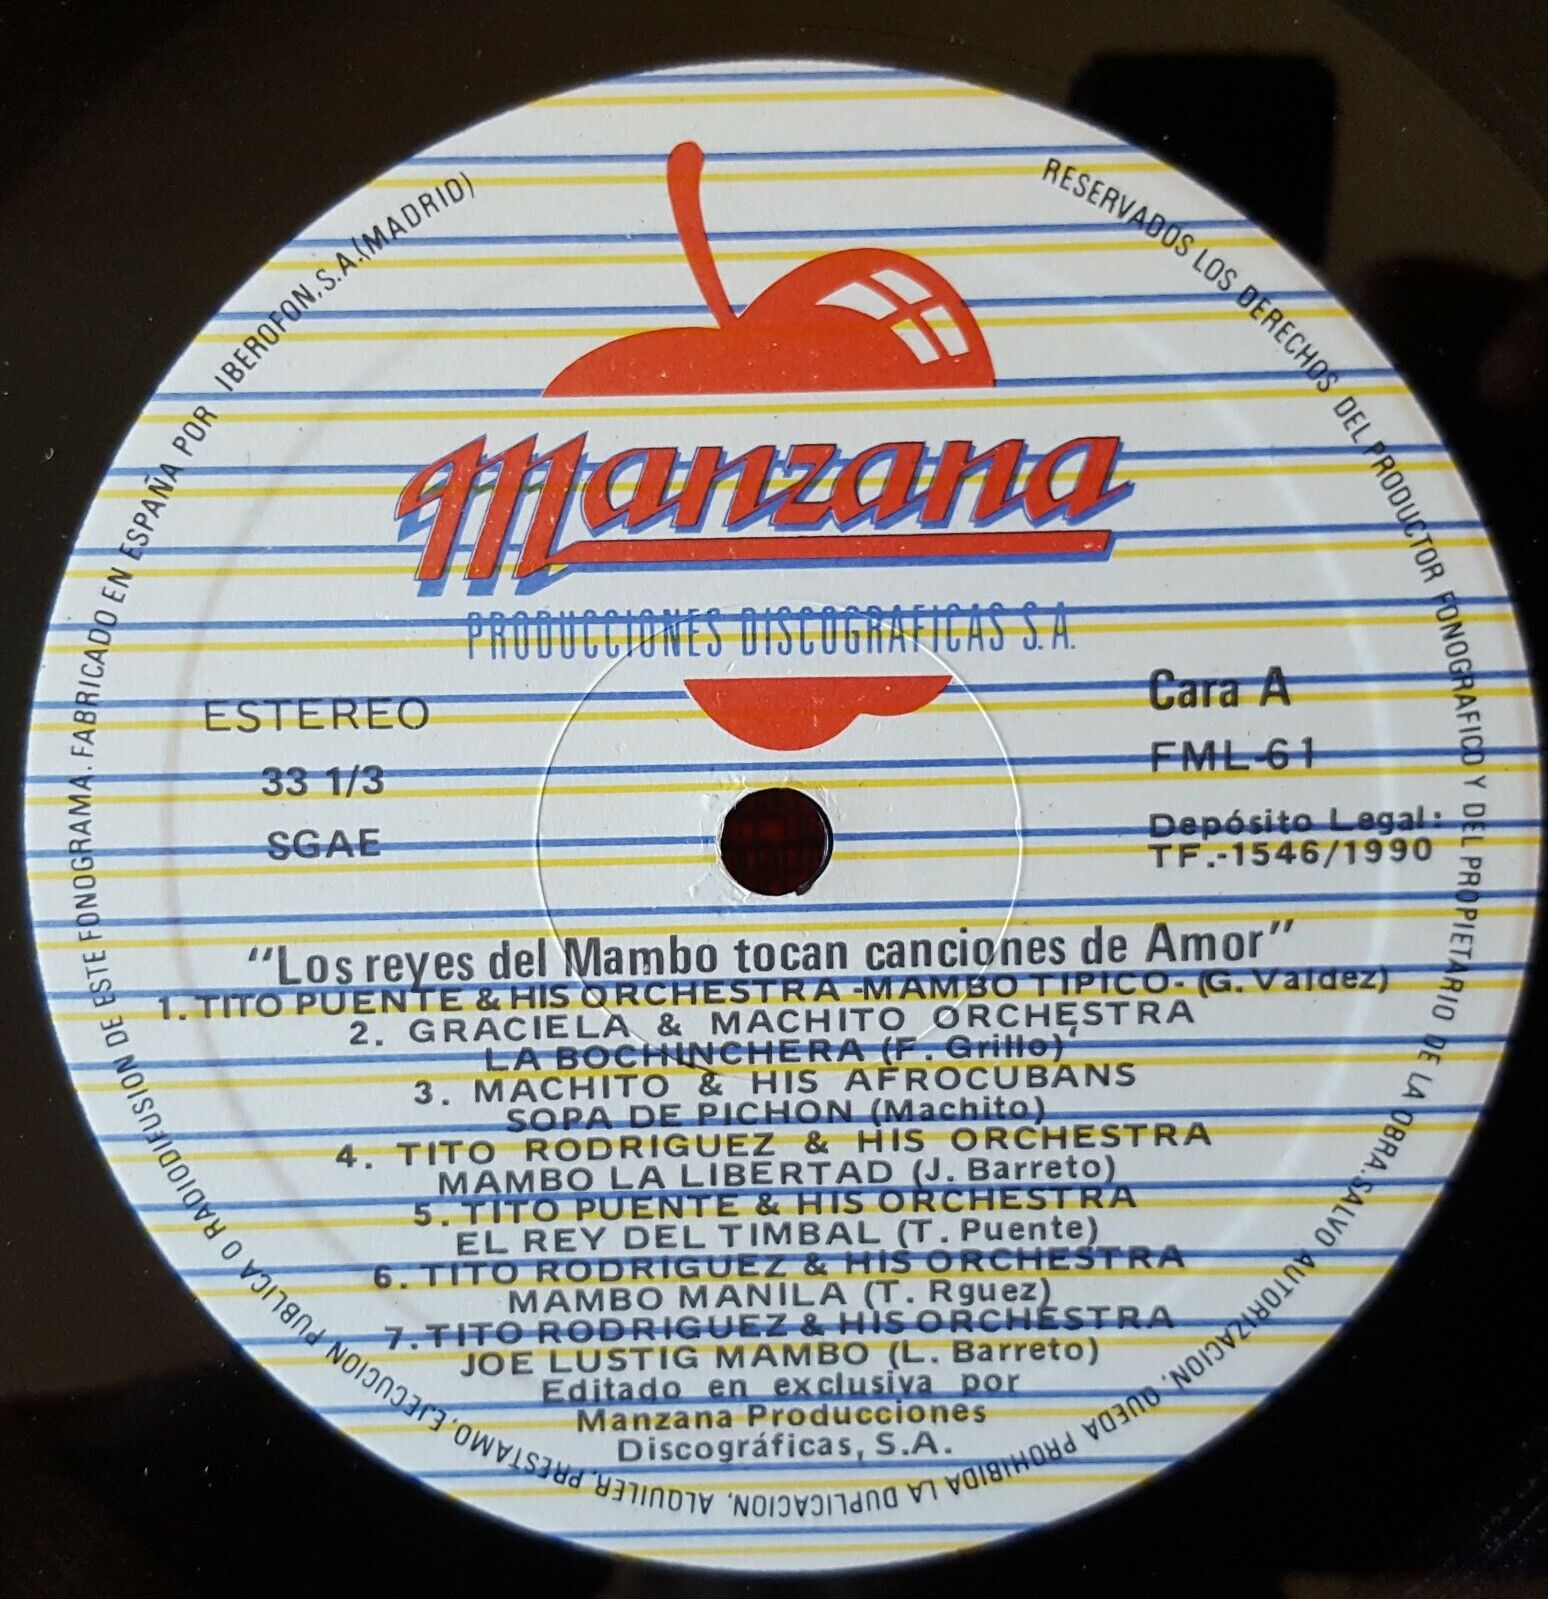 Manzana
PRODUCCIONES DISCOGRAFICAS S.A.
ESTEREO
33 1/3
SGAE
Cara A
FML-61
Depósito Legal:
TF.-1546/1990
"Los reyes del Mambo tocan canciones de Amor"
1. TITO PUENTE & HIS ORCHESTRA -MAMBO TIPICO- (G. Valdez)
2. GRACIELA & MACHITO ORCHESTRA
LA BOCHINCHERA (F. Grillo)
3. MACHITO & HIS AFROCUBANS
SOPA DE PICHON (Machito)
4. TITO RODRIGUEZ & HIS ORCHESTRA
MAMBO LA LIBERTAD (J. Barreto)
5. TITO PUENTE & HIS ORCHESTRA
EL REY DEL TIMBAL (T. Puente)
6. TITO RODRIGUEZ & HIS ORCHESTRA
MAMBO MANILA (T. Rguez)
7. TITO RODRIGUEZ & HIS ORCHESTRA
JOE LUSTIG MAMBO (L. Barreto)
Editado en exclusiva por
Manzana Producciones
Discográficas, S.A.
RESERVADOS LOS DERECHOS DEL PRODUCTOR FONOGRAFICO Y DEL PROPIETARIO DE LA OBRA. SALVO AUTORIZACION, QUEDA PROHIBIDA LA DUPLICACION, ALQUILER, PRESTAMO, EJECUCION PUBLICA O RADIODIFUSION DE ESTE FONOGRAMA. FABRICADO EN ESPAÑA POR IBEROFON, S.A. (MADRID)